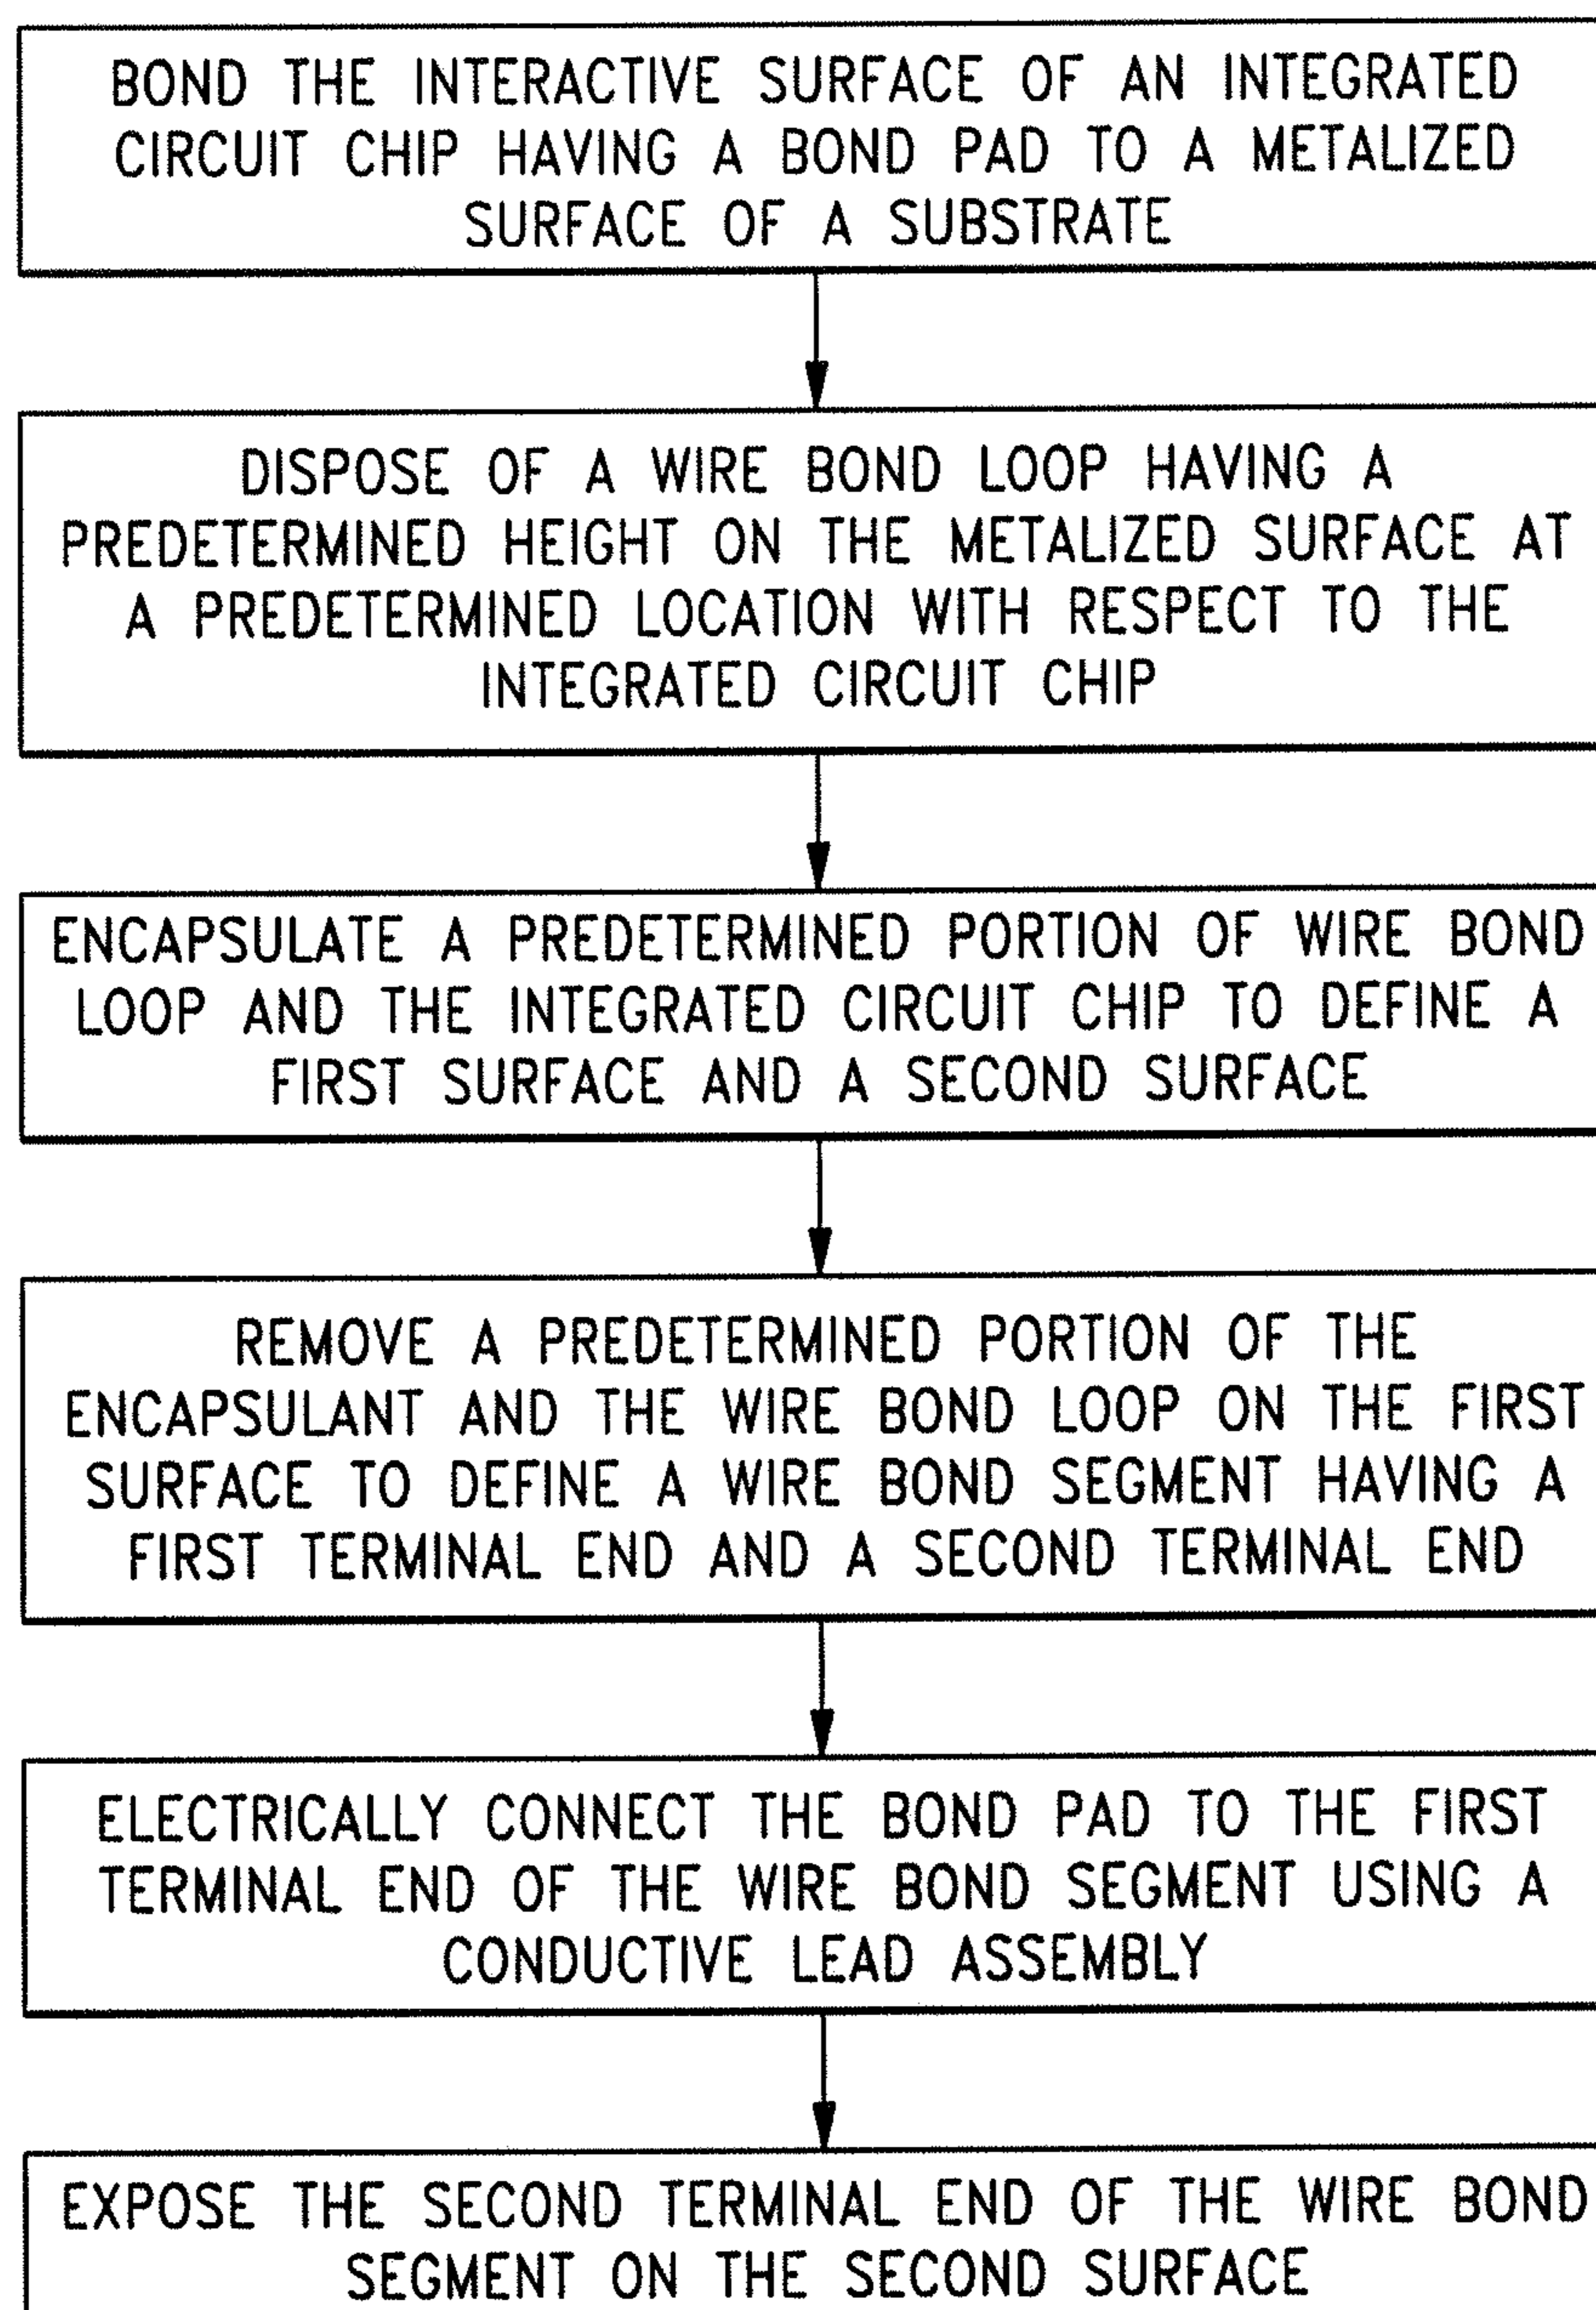 BOND THE INTERACTIVE SURFACE OF AN INTEGRATED
CIRCUIT CHIP HAVING A BOND PAD TO A METALIZED
SURFACE OF A SUBSTRATE
DISPOSE OF A WIRE BOND LOOP HAVING A
PREDETERMINED HEIGHT ON THE METALIZED SURFACE AT
A PREDETERMINED LOCATION WITH RESPECT TO THE
INTEGRATED CIRCUIT CHIP
ENCAPSULATE A PREDETERMINED PORTION OF WIRE BOND
LOOP AND THE INTEGRATED CIRCUIT CHIP TO DEFINE A
FIRST SURFACE AND A SECOND SURFACE
REMOVE A PREDETERMINED PORTION OF THE
ENCAPSULANT AND THE WIRE BOND LOOP ON THE FIRST
SURFACE TO DEFINE A WIRE BOND SEGMENT HAVING A
FIRST TERMINAL END AND A SECOND TERMINAL END
ELECTRICALLY CONNECT THE BOND PAD TO THE FIRST
TERMINAL END OF THE WIRE BOND SEGMENT USING A
CONDUCTIVE LEAD ASSEMBLY
EXPOSE THE SECOND TERMINAL END OF THE WIRE BOND
SEGMENT ON THE SECOND SURFACE